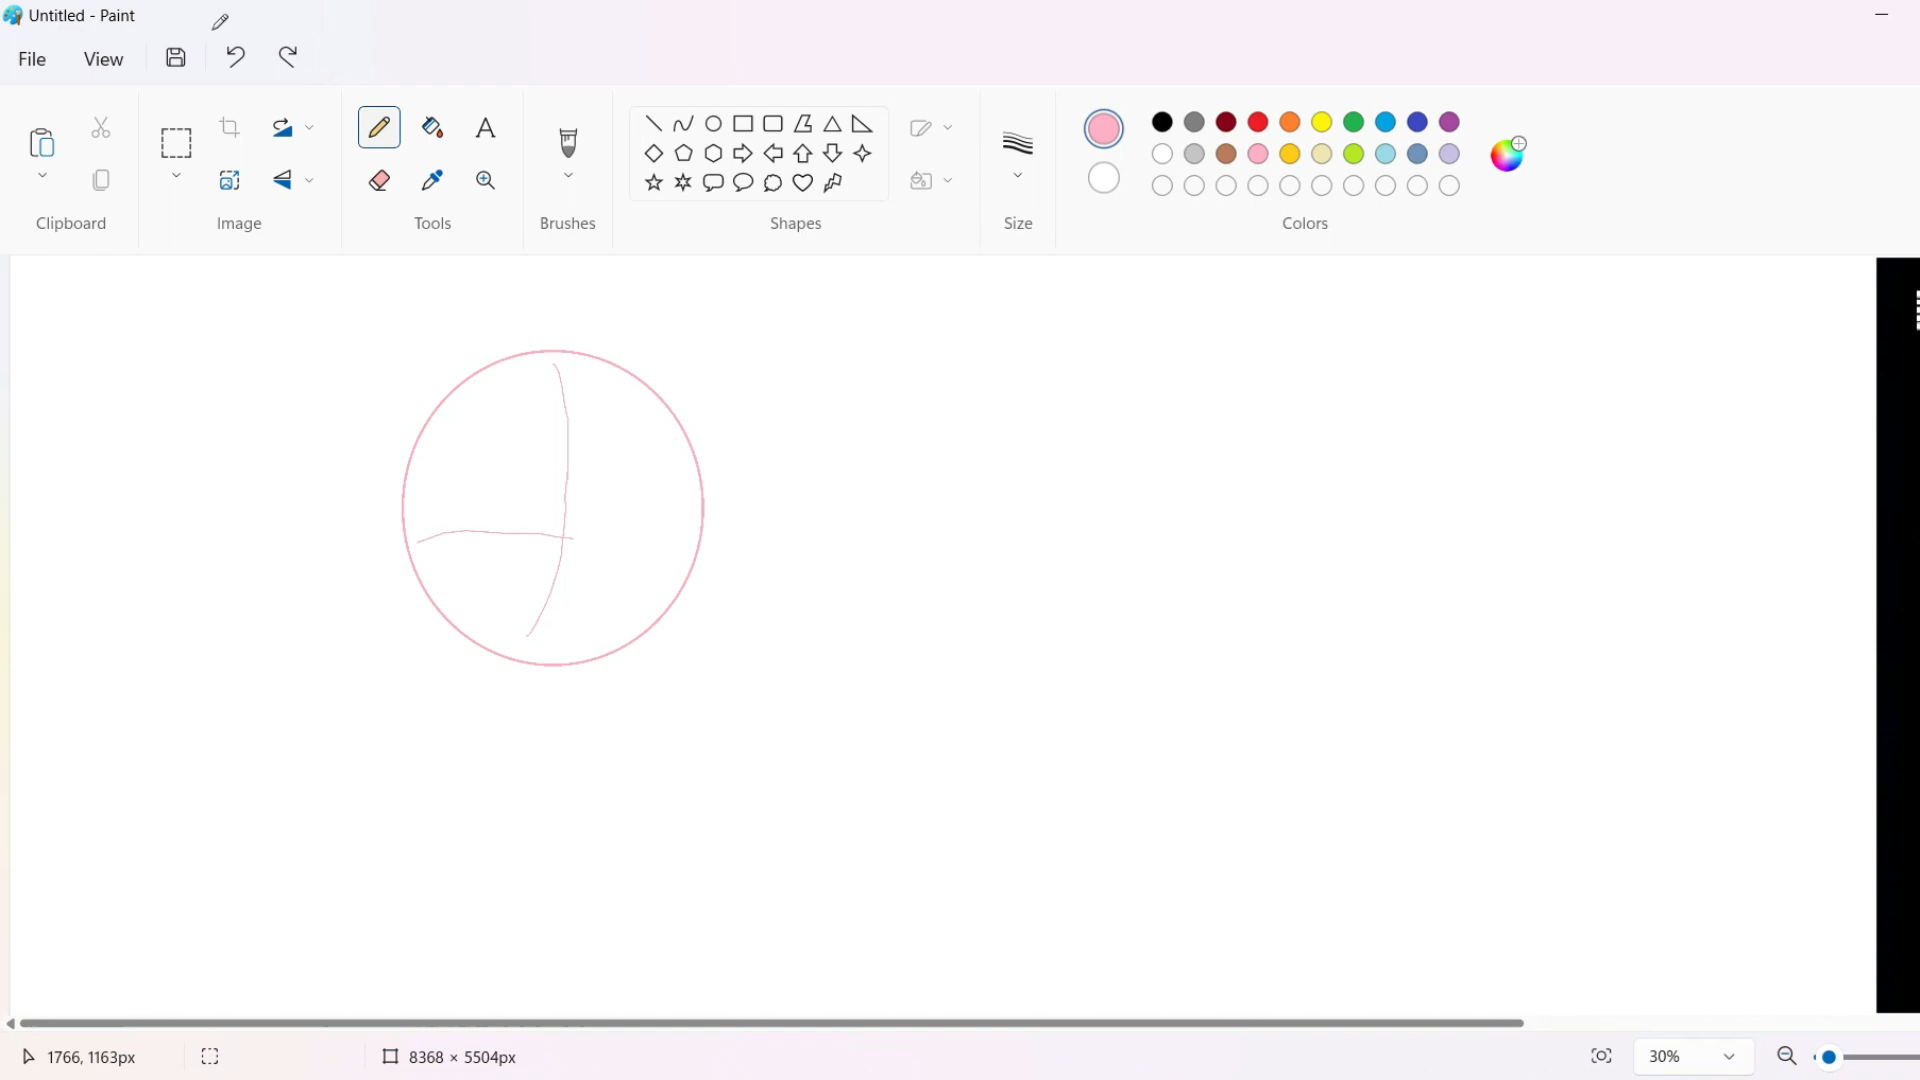 Untitled - Paint
File View
Clipboard
Image
Tools
Brushes
Shapes
Size
Colors
1766, 1163px
8368 × 5504px
30%